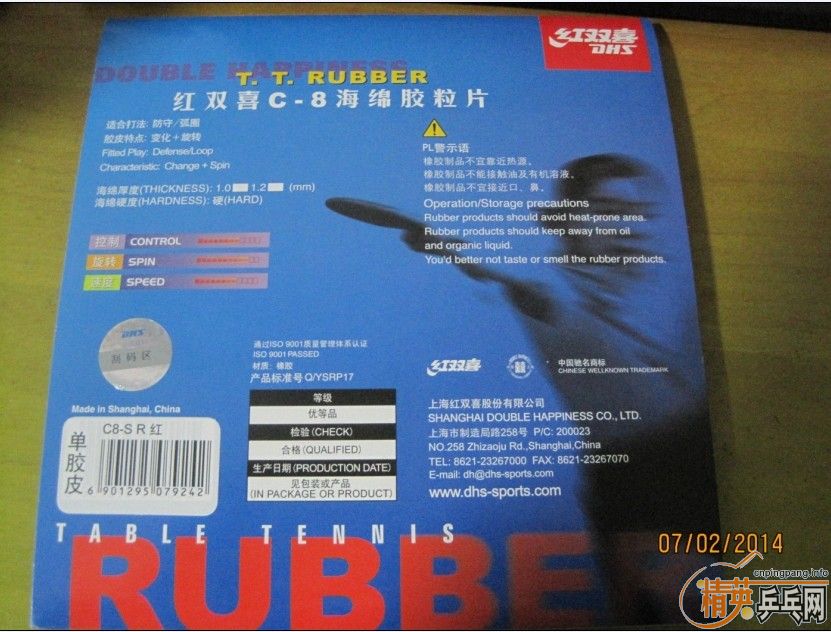 红双喜
DHS
DOUBLE HAPPINESS
T. T. RUBBER
红双喜C-8海绵胶粒片
适合打法: 防守/弧圈
胶皮特点: 变化+旋转
Fitted Play: Defense/Loop
Characteristic: Change + Spin
海绵厚度(THICKNESS): 1.0 1.2 (mm)
海绵硬度(HARDNESS): 硬(HARD)
控制 CONTROL
旋转 SPIN
速度 SPEED
PL警示语
橡胶制品不宜靠近热源。
橡胶制品不能接触油及有机溶液。
橡胶制品不宜接近口、鼻。
Operation/Storage precautions
Rubber products should avoid heat-prone area.
Rubber products should keep away from oil
and organic liquid.
You'd better not taste or smell the rubber products.
DHS
刮码区
通过ISO 9001质量管理体系认证
ISO 9001 PASSED
材质: 橡胶
产品标准号 Q/YSRP17
等级
优等品
检验(CHECK)
合格(QUALIFIED)
生产日期(PRODUCTION DATE)
见包装或产品
(IN PACKAGE OR PRODUCT)
Made in Shanghai, China
单胶皮
C8-S R 红
6 901295 079242
红双喜
中国驰名商标
CHINESE WELLKNOWN TRADEMARK
上海红双喜股份有限公司
SHANGHAI DOUBLE HAPPINESS CO., LTD.
上海市制造局路258号 P/C: 200023
NO.258 Zhizaoju Rd.,Shanghai,China
TEL: 8621-23267000 FAX: 8621-23267070
E-mail: dh@dhs-sports.com
www.dhs-sports.com
TABLE TENNIS
RUBBER
07/02/2014
cnpingpang.info
精英乒乓网